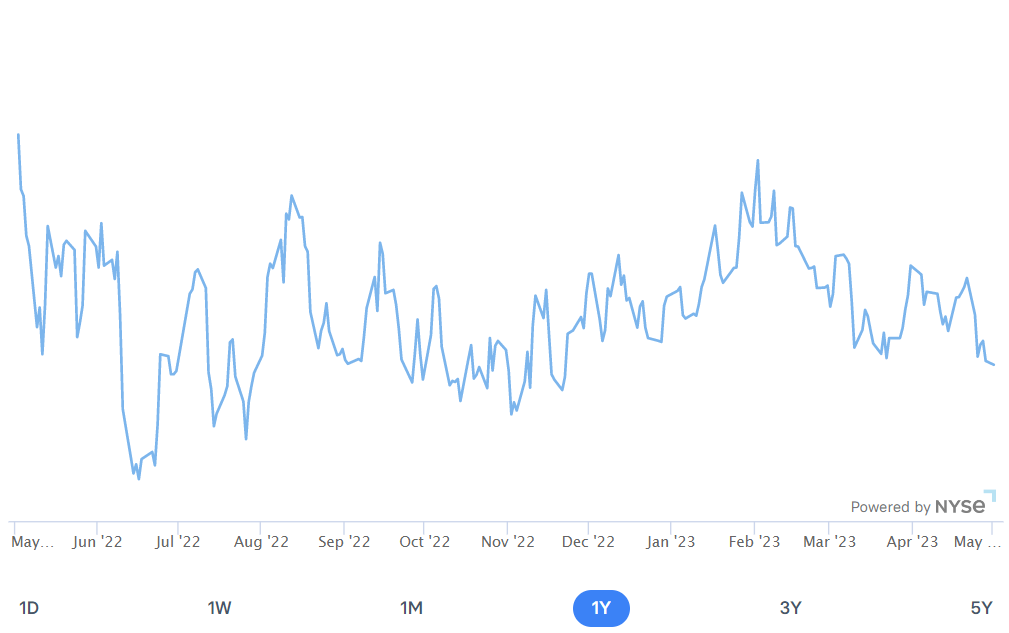 Powered by NYSE
May... Jun '22 Jul '22 Aug '22 Sep '22 Oct '22 Nov '22 Dec '22 Jan '23 Feb '23 Mar '23 Apr '23 May ...
1D 1W 1M 1Y 3Y 5Y